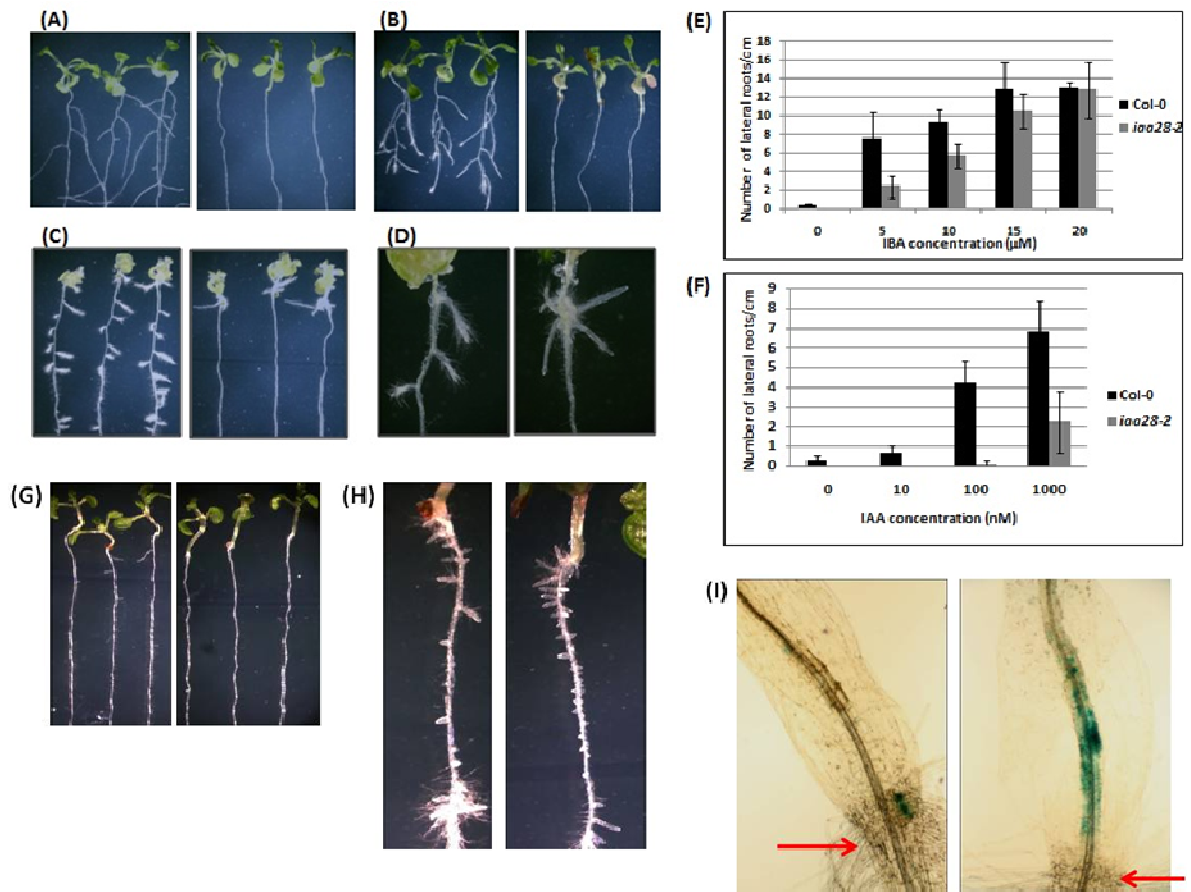 (A)
(B)
(C)
(D)
(E)
Number of lateral roots/cm
18
16
14
12
10
8
6
4
2
0
0 5 10 15 20
IBA concentration (µM)
Col-0
iaa28-2
(F)
Number of lateral roots/cm
9
8
7
6
5
4
3
2
1
0
0 10 100 1000
IAA concentration (nM)
Col-0
iaa28-2
(G)
(H)
(I)